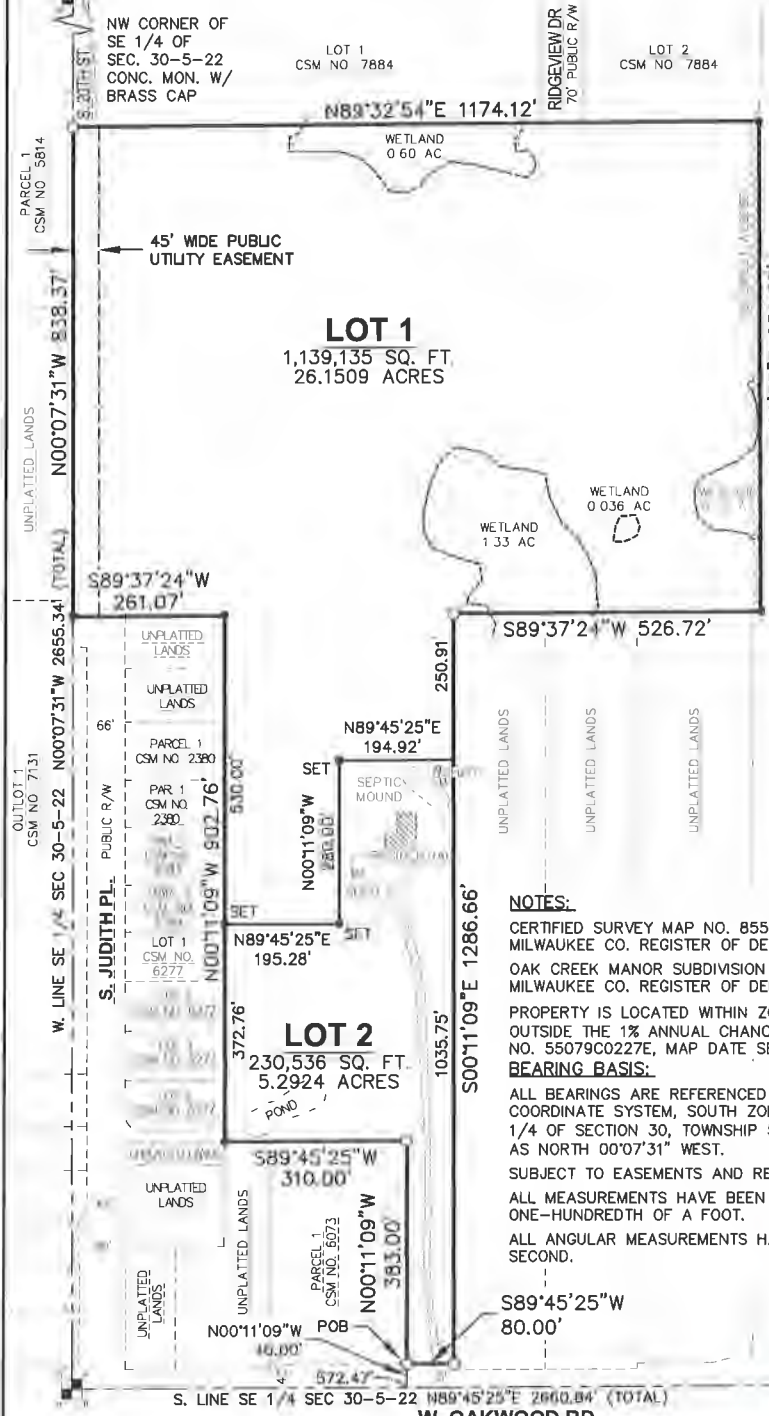 NW CORNER OF
SE 1/4 OF
SEC. 30-5-22
CONC. MON. W/
BRASS CAP
S. 20TH ST.
LOT 1
CSM NO 7884
RIDGEVIEW DR
70' PUBLIC R/W
LOT 2
CSM NO 7884
N89°32'54"E 1174.12'
WETLAND
0.60 AC
PARCEL 1
CSM NO 5814
45' WIDE PUBLIC
UTILITY EASEMENT
N00°07'31"W 838.37'
LOT 1
1,139,135 SQ. FT.
26.1509 ACRES
UNPLATTED LANDS
WETLAND
0.036 AC
WETLAND
1.33 AC
S89°37'24"W
261.07'
S89°37'24"W 526.72'
250.91'
W. LINE SE 1/4 SEC 30-5-22 N00°07'31"W 2655.34' (TOTAL)
OUTLOT 1
CSM NO 7131
66'
PUBLIC R/W
S. JUDITH PL.
UNPLATTED
LANDS
UNPLATTED
LANDS
PARCEL 1
CSM NO 2380
PAR. 1
CSM NO.
2380
LOT 1
CSM NO.
6277
530.00'
N00°11'09"W 902.76'
N89°45'25"E
194.92'
SET
SEPTIC
MOUND
N00°11'09"W
280.00'
SET
SET
N89°45'25"E
195.28'
UNPLATTED LANDS
UNPLATTED LANDS
UNPLATTED LANDS
372.76'
LOT 2
230,536 SQ. FT.
5.2924 ACRES
POND
1035.75'
S00°11'09"E 1286.66'
NOTES:
CERTIFIED SURVEY MAP NO. 855
MILWAUKEE CO. REGISTER OF DE
OAK CREEK MANOR SUBDIVISION
MILWAUKEE CO. REGISTER OF DE
PROPERTY IS LOCATED WITHIN ZO
OUTSIDE THE 1% ANNUAL CHANC
NO. 55079C0227E, MAP DATE SE
BEARING BASIS:
ALL BEARINGS ARE REFERENCED
COORDINATE SYSTEM, SOUTH ZO
1/4 OF SECTION 30, TOWNSHIP
AS NORTH 00°07'31" WEST.
SUBJECT TO EASEMENTS AND RE
ALL MEASUREMENTS HAVE BEEN
ONE-HUNDREDTH OF A FOOT.
ALL ANGULAR MEASUREMENTS HA
SECOND.
S89°45'25"W
310.00'
UNPLATTED
LANDS
UNPLATTED
LANDS
UNPLATTED LANDS
PARCEL 1
CSM NO. 6073
N00°11'09"W
383.00'
S89°45'25"W
80.00'
N00°11'09"W
40.00'
POB
572.47'
S. LINE SE 1/4 SEC 30-5-22 N89°45'25"E 2660.84' (TOTAL)
W. OAKWOOD RD